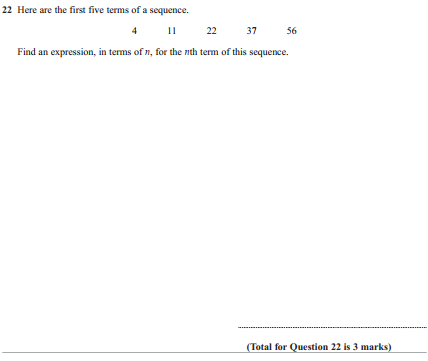 22 Here are the first five terms of a sequence.
4 11 22 37 56
Find an expression, in terms of n, for the nth term of this sequence.
(Total for Question 22 is 3 marks)